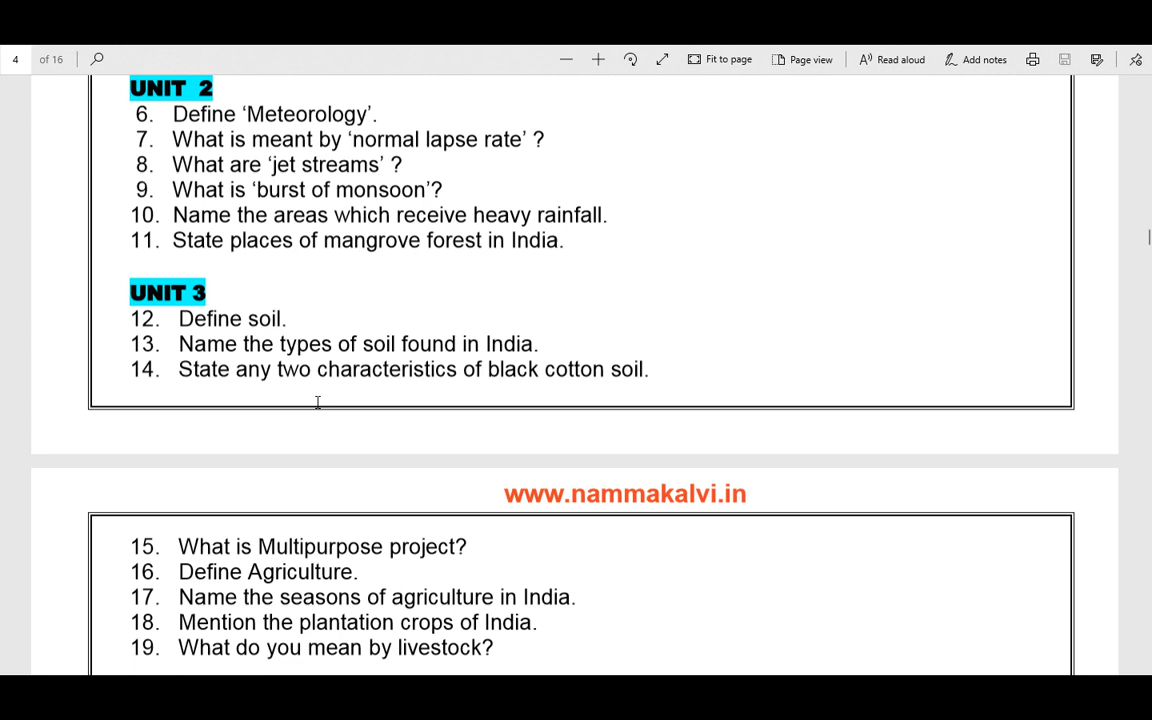 4 of 16 Fit to page Page view Read aloud Add notes
UNIT 2
6. Define ‘Meteorology’.
7. What is meant by ‘normal lapse rate’ ?
8. What are ‘jet streams’ ?
9. What is ‘burst of monsoon’?
10. Name the areas which receive heavy rainfall.
11. State places of mangrove forest in India.
UNIT 3
12. Define soil.
13. Name the types of soil found in India.
14. State any two characteristics of black cotton soil.
www.nammakalvi.in
15. What is Multipurpose project?
16. Define Agriculture.
17. Name the seasons of agriculture in India.
18. Mention the plantation crops of India.
19. What do you mean by livestock?